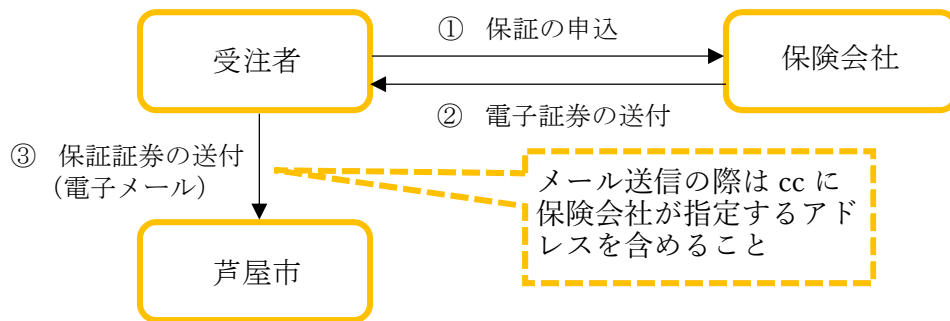 ① 保証の申込
受注者
保険会社
② 電子証券の送付
③ 保証証券の送付
（電子メール）
メール送信の際は cc に
保険会社が指定するアド
レスを含めること
芦屋市